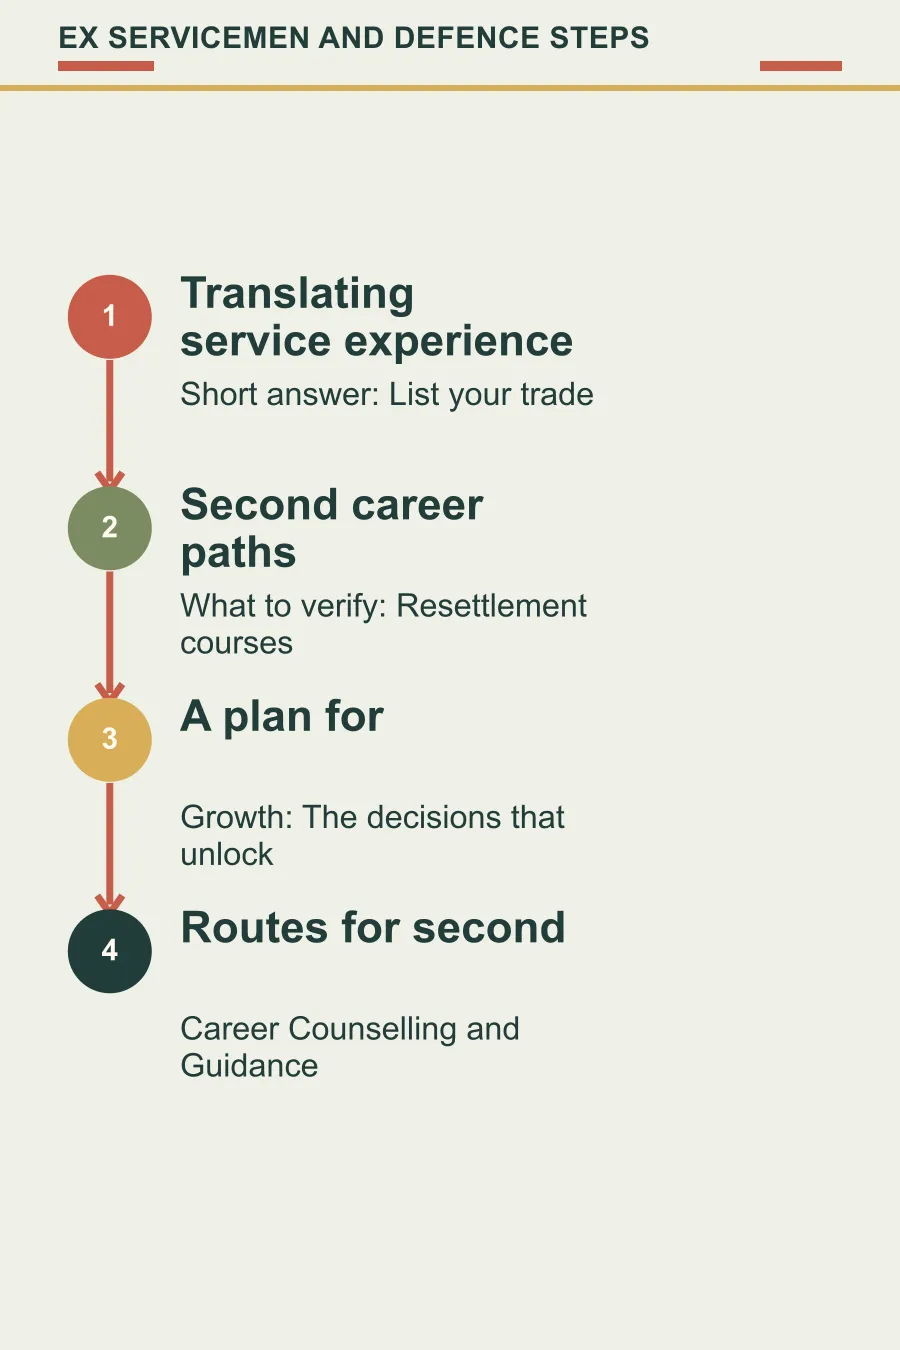 EX SERVICEMEN AND DEFENCE STEPS
1
Translating
service experience
Short answer: List your trade
2
Second career
paths
What to verify: Resettlement
courses
3
A plan for
Growth: The decisions that
unlock
4
Routes for second
Career Counselling and
Guidance